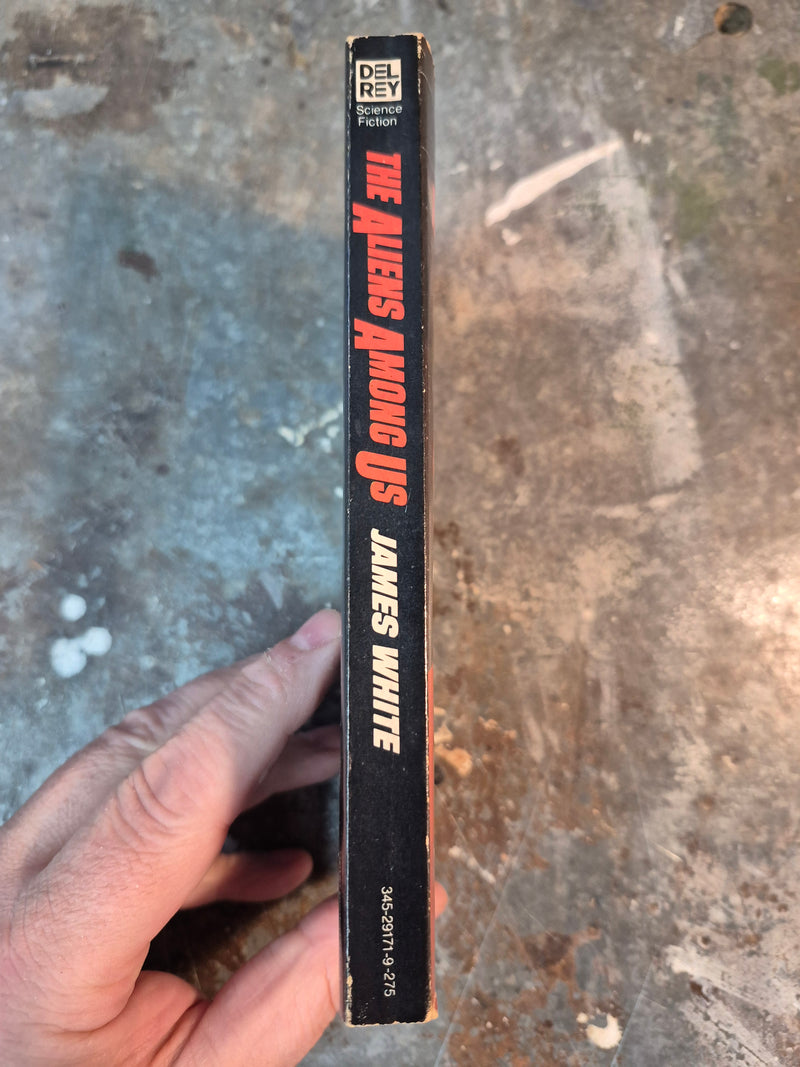 DEL
REY
Science
Fiction
THE ALIENS AMONG US
JAMES WHITE
345-29171-9-275